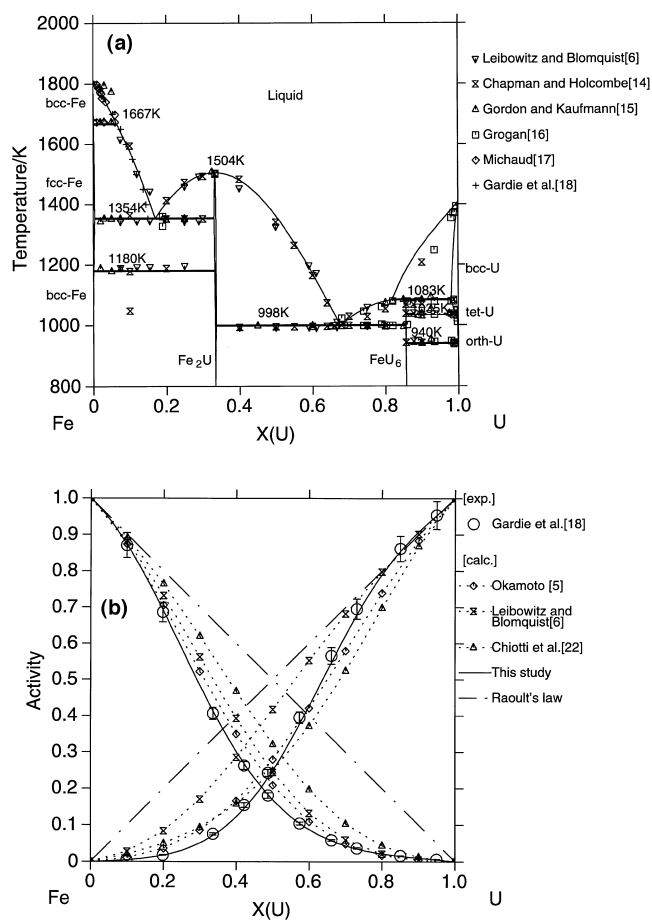 (a)
2000
1800
1600
1400
1200
1000
800
Temperature/K
bcc-Fe
fcc-Fe
bcc-Fe
1667K
Liquid
1504K
1354K
1180K
998K
1083K
940K
Fe2U
FeU6
bcc-U
tet-U
orth-U
0
0.2
0.4
0.6
0.8
1.0
Fe
X(U)
U
Leibowitz and Blomquist[6]
Chapman and Holcombe[14]
Gordon and Kaufmann[15]
Grogan[16]
Michaud[17]
Gardie et al.[18]
(b)
1.0
0.9
0.8
0.7
0.6
0.5
0.4
0.3
0.2
0.1
0
Activity
0
0.2
0.4
0.6
0.8
1.0
Fe
X(U)
U
[exp.]
Gardie et al.[18]
[calc.]
Okamoto [5]
Leibowitz and
Blomquist[6]
Chiotti et al.[22]
This study
Raoult's law